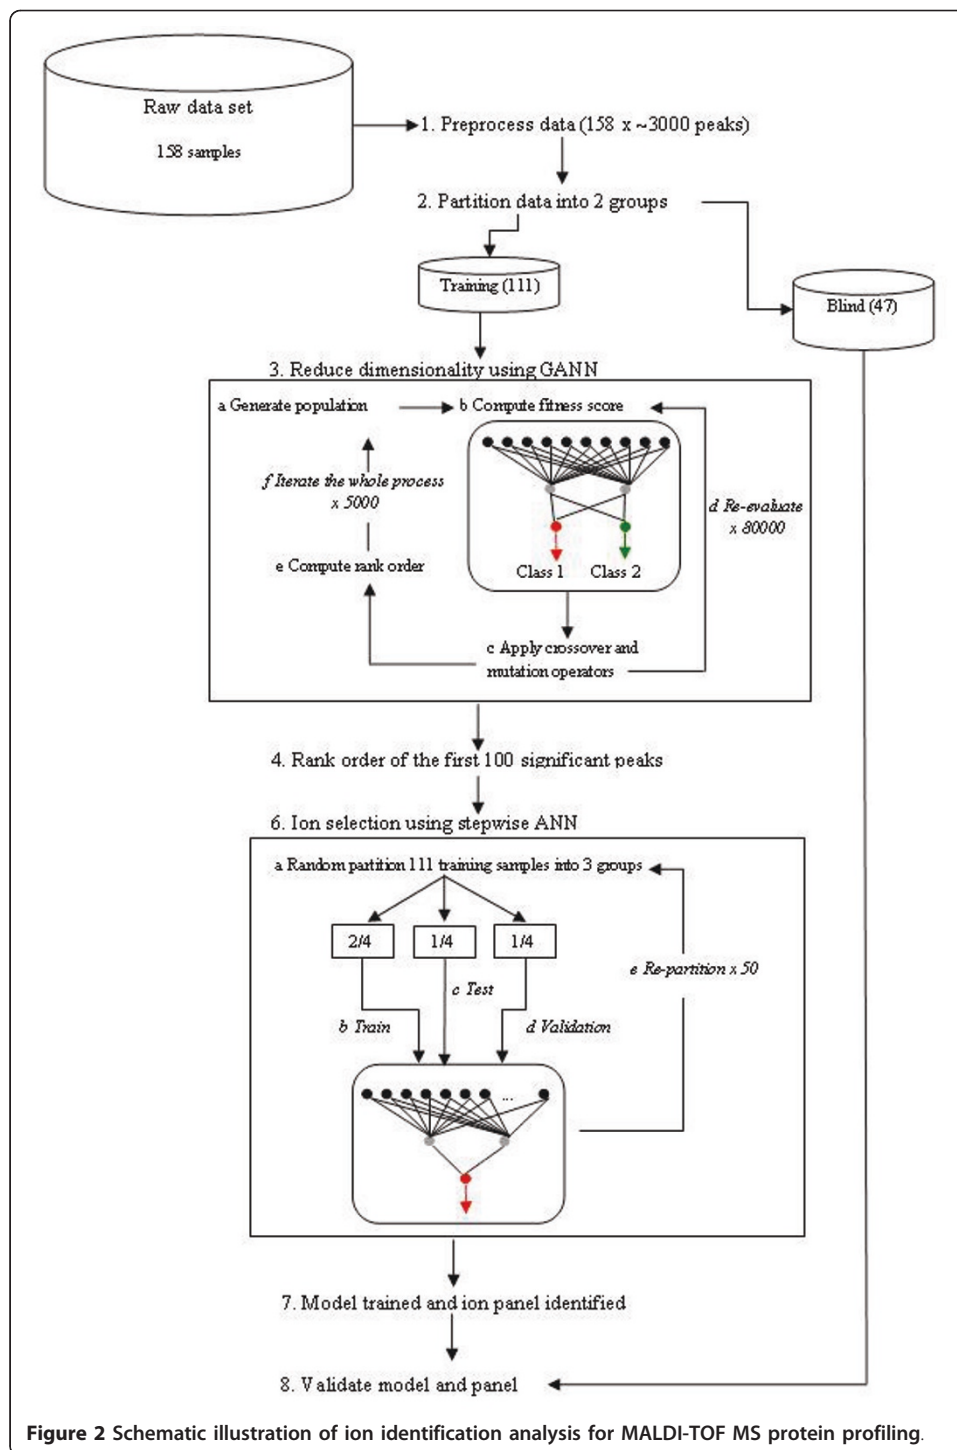 Raw data set
158 samples
1. Preprocess data (158 x ~3000 peaks)
2. Partition data into 2 groups
Training (111)
Blind (47)
3. Reduce dimensionality using GANN
a Generate population
b Compute fitness score
f Iterate the whole process
x 5000
d Re-evaluate
x 80000
e Compute rank order
Class 1
Class 2
c Apply crossover and
mutation operators
4. Rank order of the first 100 significant peaks
6. Ion selection using stepwise ANN
a Random partition 111 training samples into 3 groups
2/4
1/4
1/4
e Re-partition x 50
c Test
b Train
d Validation
...
7. Model trained and ion panel identified
8. Validate model and panel
Figure 2 Schematic illustration of ion identification analysis for MALDI-TOF MS protein profiling.